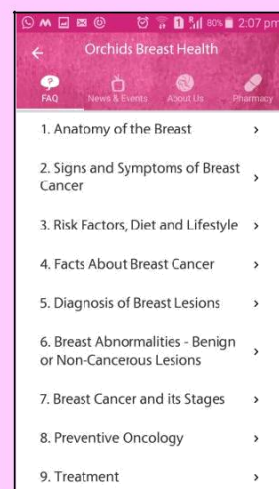 80% 2:07 pm
Orchids Breast Health
FAQ News & Events About Us Pharmacy
1. Anatomy of the Breast
2. Signs and Symptoms of Breast
Cancer
3. Risk Factors, Diet and Lifestyle
4. Facts About Breast Cancer
5. Diagnosis of Breast Lesions
6. Breast Abnormalities - Benign
or Non-Cancerous Lesions
7. Breast Cancer and its Stages
8. Preventive Oncology
9. Treatment